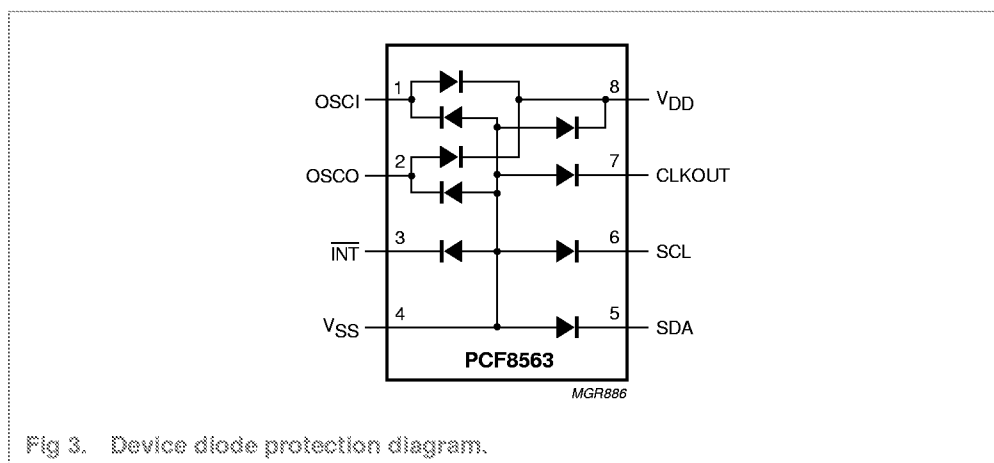 OSCI 1 8 VDD
OSCO 2 7 CLKOUT
INT 3 6 SCL
VSS 4 5 SDA
PCF8563
MGR886
Fig 3. Device diode protection diagram.